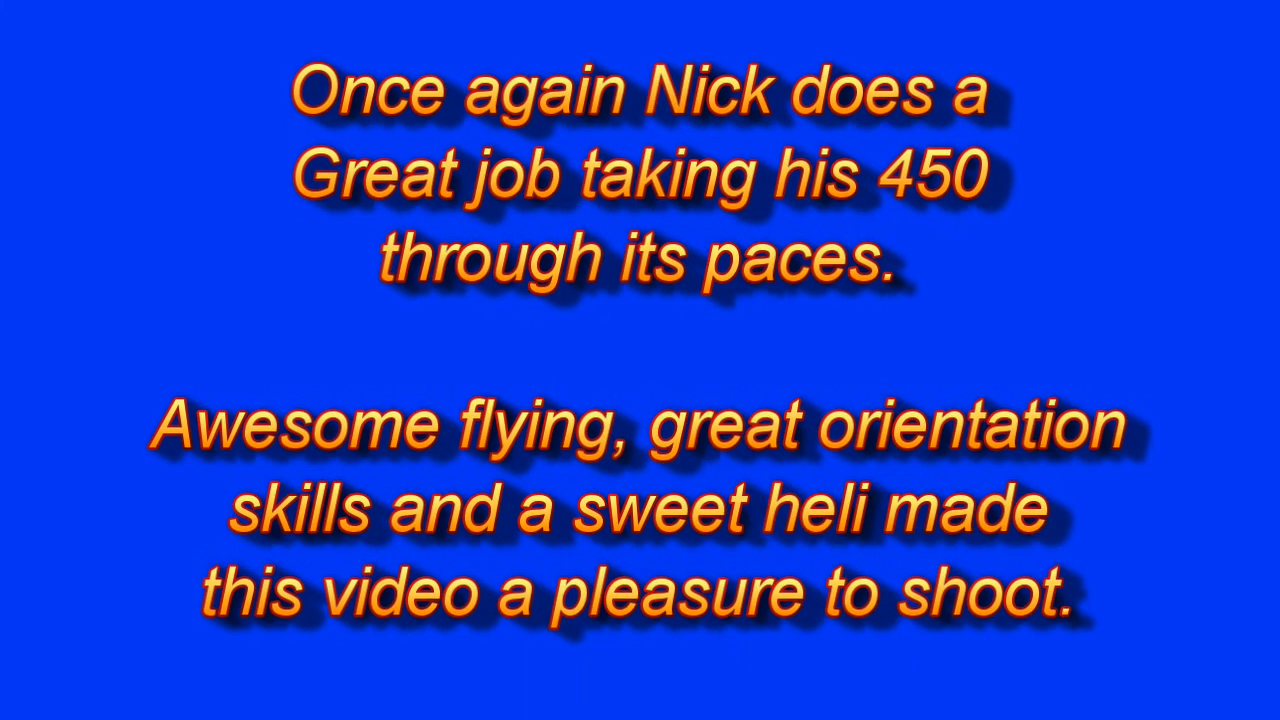 Once again Nick does a
Great job taking his 450
through its paces.
Awesome flying, great orientation
skills and a sweet heli made
this video a pleasure to shoot.